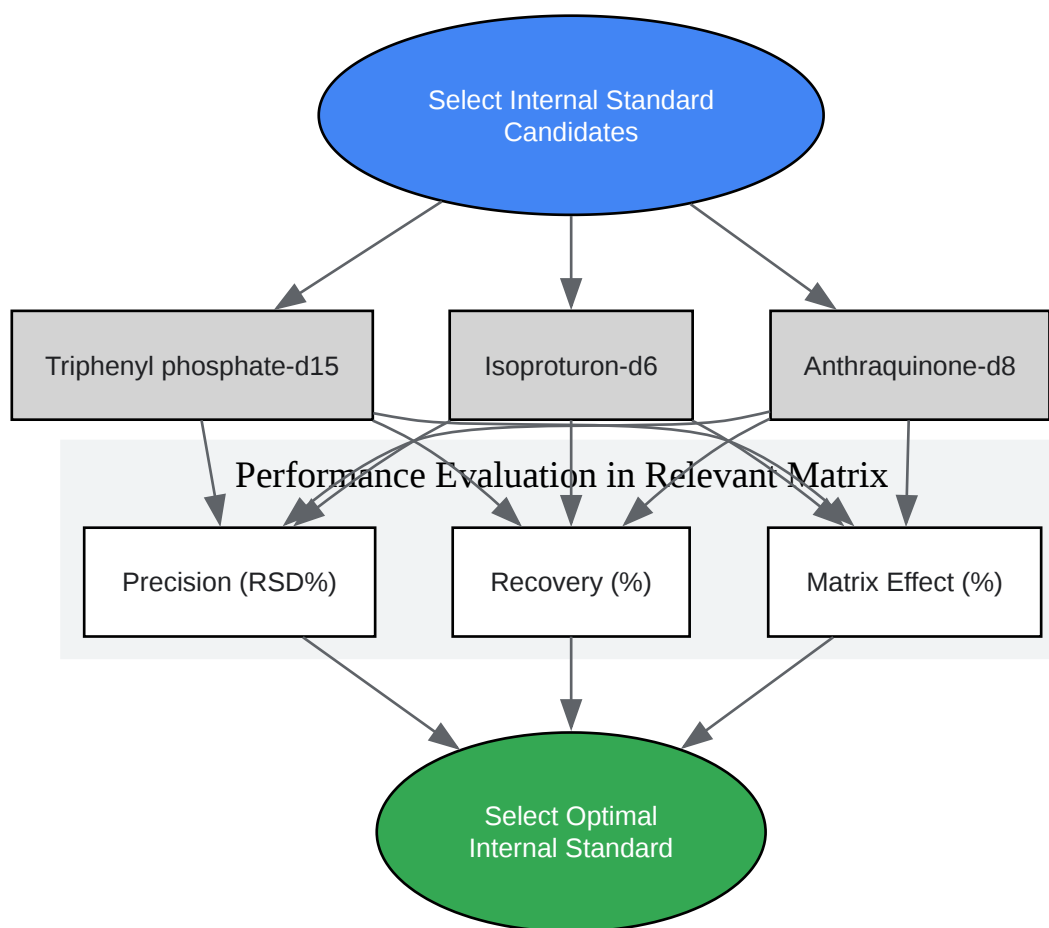 Select Internal Standard
Candidates
Triphenyl phosphate-d15
Isoproturon-d6
Anthraquinone-d8
Performance Evaluation in Relevant Matrix
Precision (RSD%)
Recovery (%)
Matrix Effect (%)
Select Optimal
Internal Standard